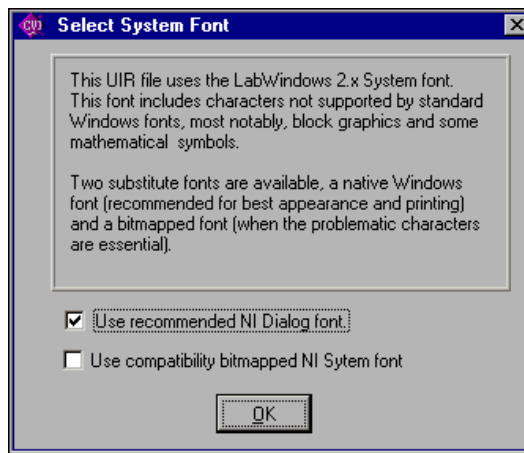 CVI Select System Font
This UIR file uses the LabWindows 2.x System font.
This font includes characters not supported by standard
Windows fonts, most notably, block graphics and some
mathematical symbols.
Two substitute fonts are available, a native Windows
font (recommended for best appearance and printing)
and a bitmapped font (when the problematic characters
are essential).
Use recommended NI Dialog font.
Use compatibility bitmapped NI Sytem font
OK